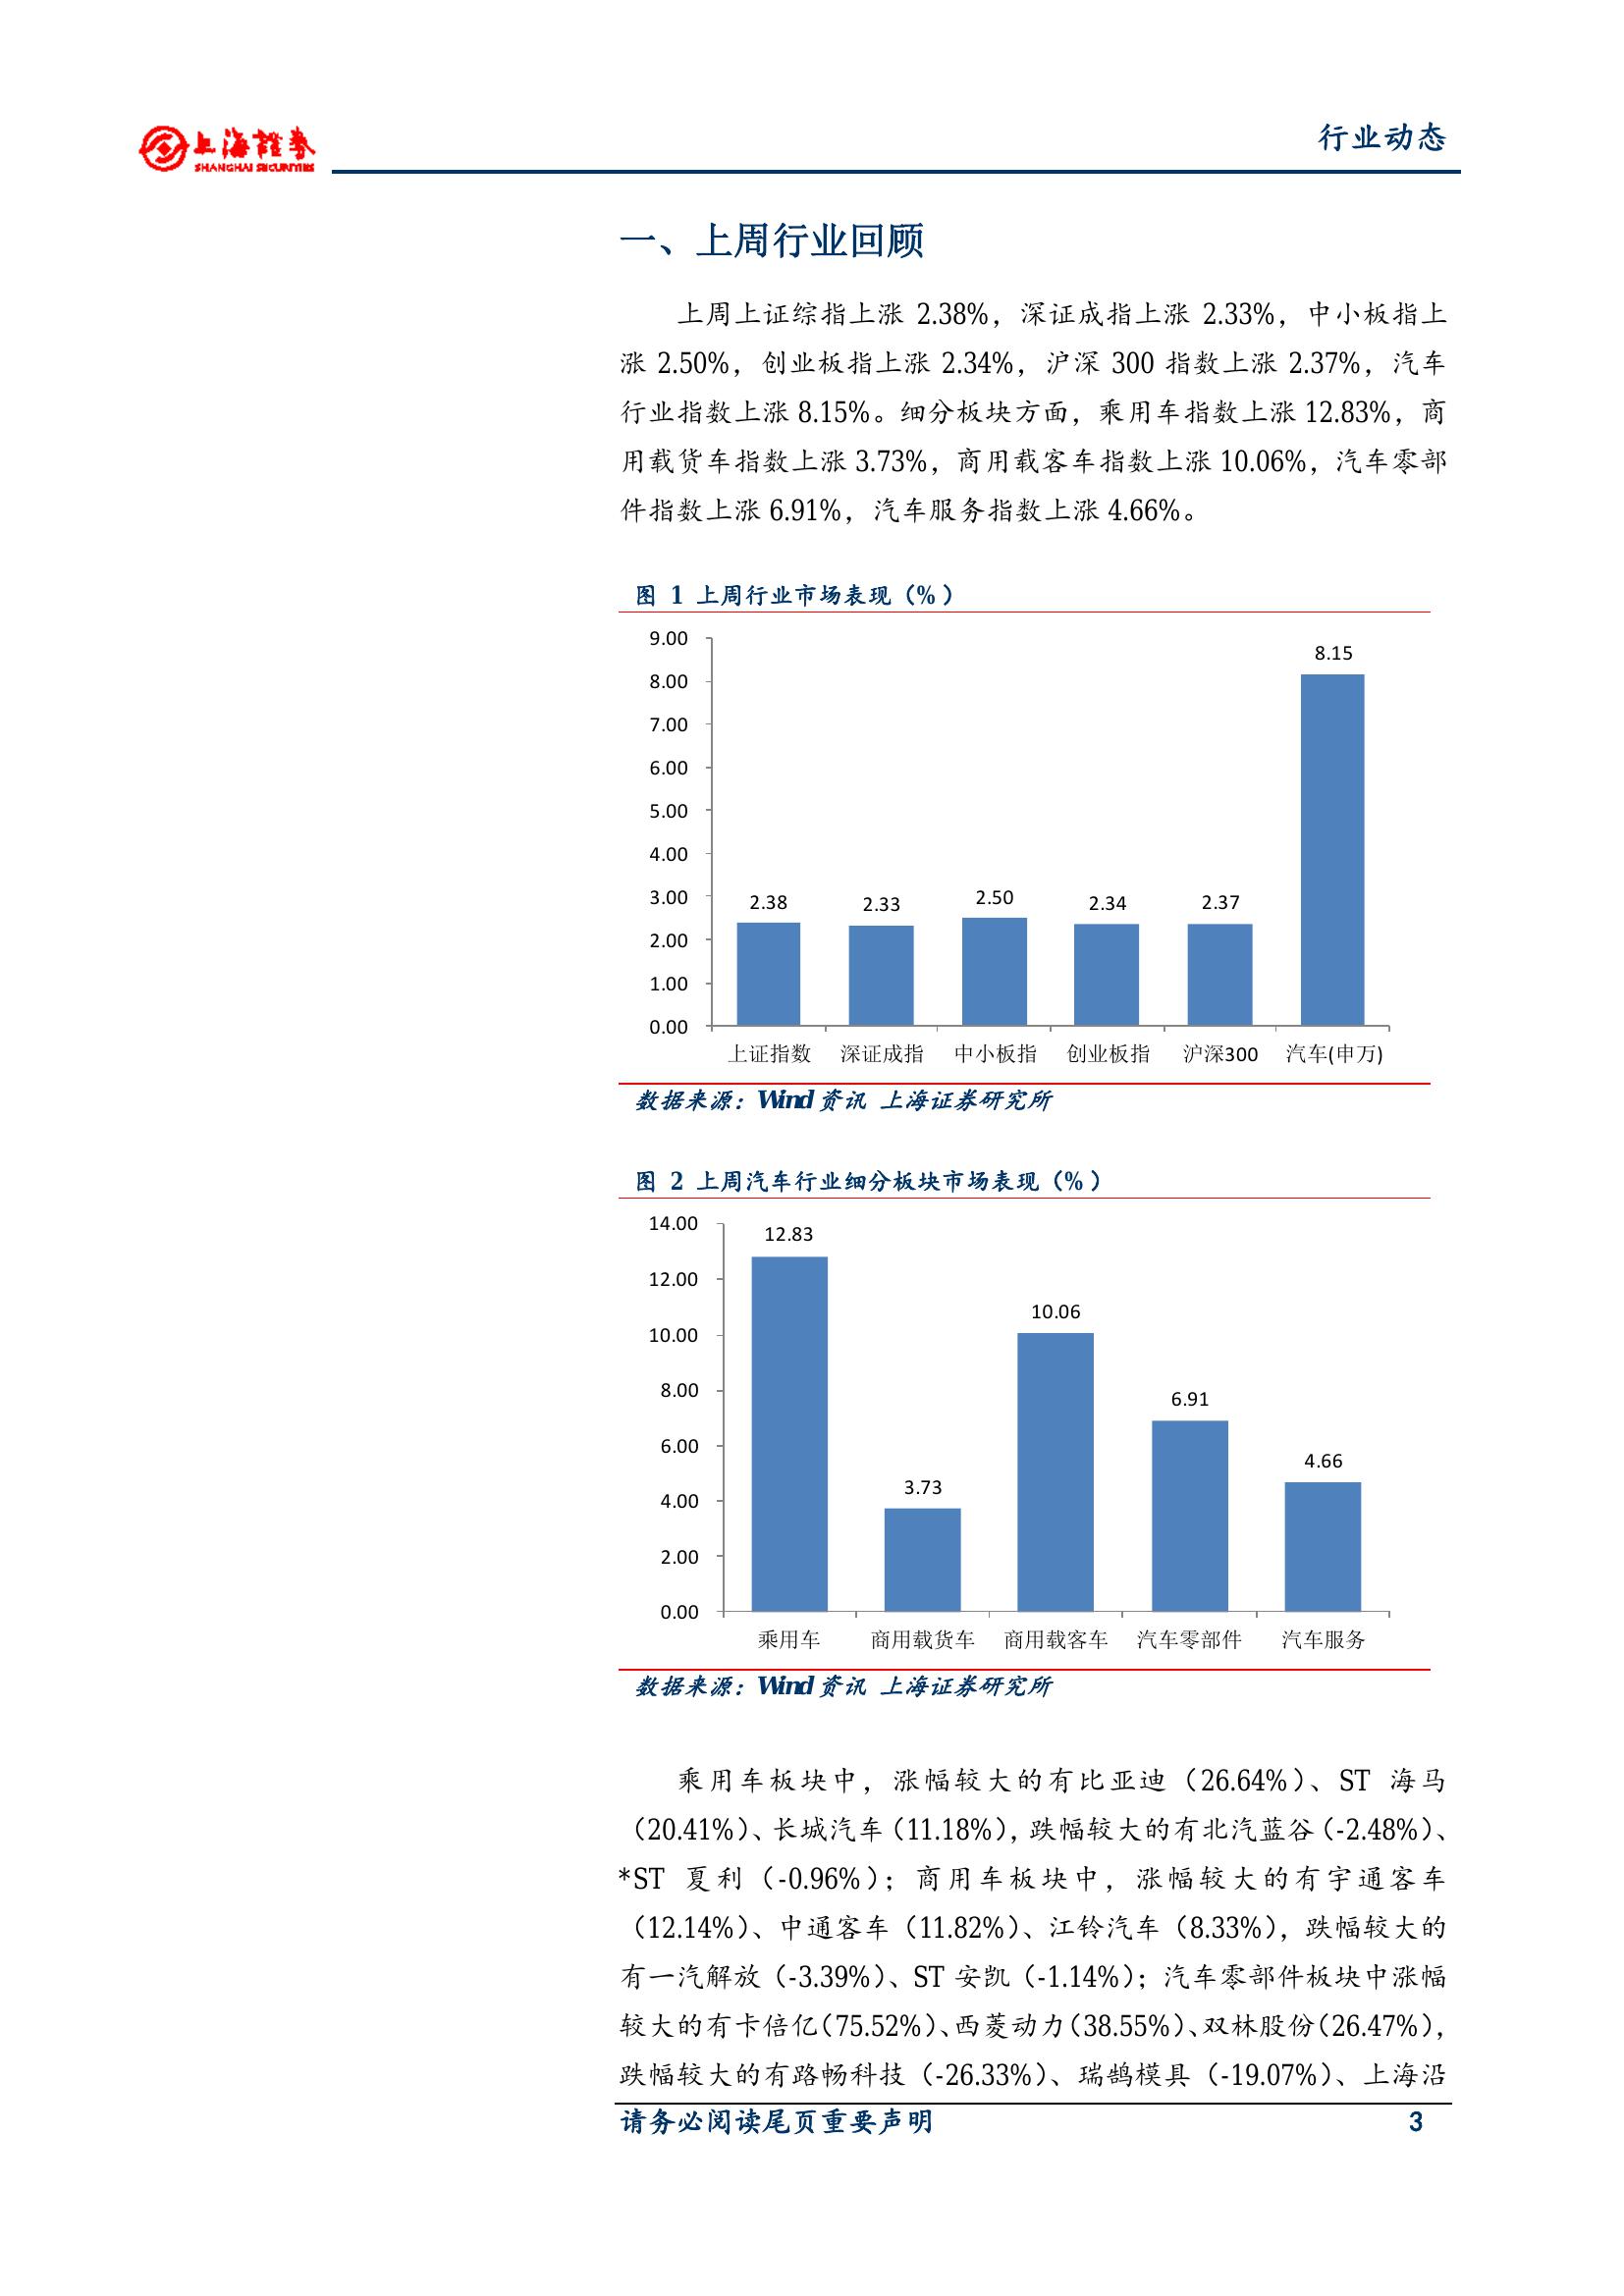 上海證券
SHANGHAI SECURITIES
行业动态
一、上周行业回顾
上周上证综指上涨 2.38%，深证成指上涨 2.33%，中小板指上
涨 2.50%，创业板指上涨 2.34%，沪深 300 指数上涨 2.37%，汽车
行业指数上涨 8.15%。细分板块方面，乘用车指数上涨 12.83%，商
用载货车指数上涨 3.73%，商用载客车指数上涨 10.06%，汽车零部
件指数上涨 6.91%，汽车服务指数上涨 4.66%。
图 1 上周行业市场表现（%）
9.00
8.00
7.00
6.00
5.00
4.00
3.00
2.00
1.00
0.00
2.38
2.33
2.50
2.34
2.37
8.15
上证指数 深证成指 中小板指 创业板指 沪深300 汽车(申万)
数据来源：Wind 资讯 上海证券研究所
图 2 上周汽车行业细分板块市场表现（%）
14.00
12.00
10.00
8.00
6.00
4.00
2.00
0.00
12.83
3.73
10.06
6.91
4.66
乘用车 商用载货车 商用载客车 汽车零部件 汽车服务
数据来源：Wind 资讯 上海证券研究所
乘用车板块中，涨幅较大的有比亚迪（26.64%）、ST 海马
（20.41%）、长城汽车（11.18%），跌幅较大的有北汽蓝谷（-2.48%）、
*ST 夏利（-0.96%）；商用车板块中，涨幅较大的有宇通客车
（12.14%）、中通客车（11.82%）、江铃汽车（8.33%），跌幅较大的
有一汽解放（-3.39%）、ST 安凯（-1.14%）；汽车零部件板块中涨幅
较大的有卡倍亿（75.52%）、西菱动力（38.55%）、双林股份（26.47%），
跌幅较大的有路畅科技（-26.33%）、瑞鹄模具（-19.07%）、上海沿
请务必阅读尾页重要声明 3